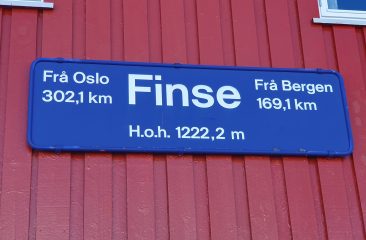 Frå Oslo
302,1 km
Finse
Frå Bergen
169,1 km
H.o.h. 1222,2 m